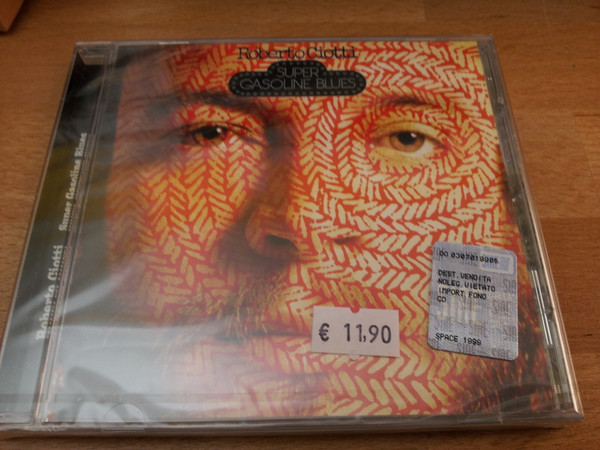 Roberto Ciotti
SUPER
GASOLINE BLUES
Roberto Ciotti Super Gasoline Blues
€ 11,90
DEST.VENDITA
NOLEG.VIETATO
IMPORT.FONO
CD
SPACE 1999